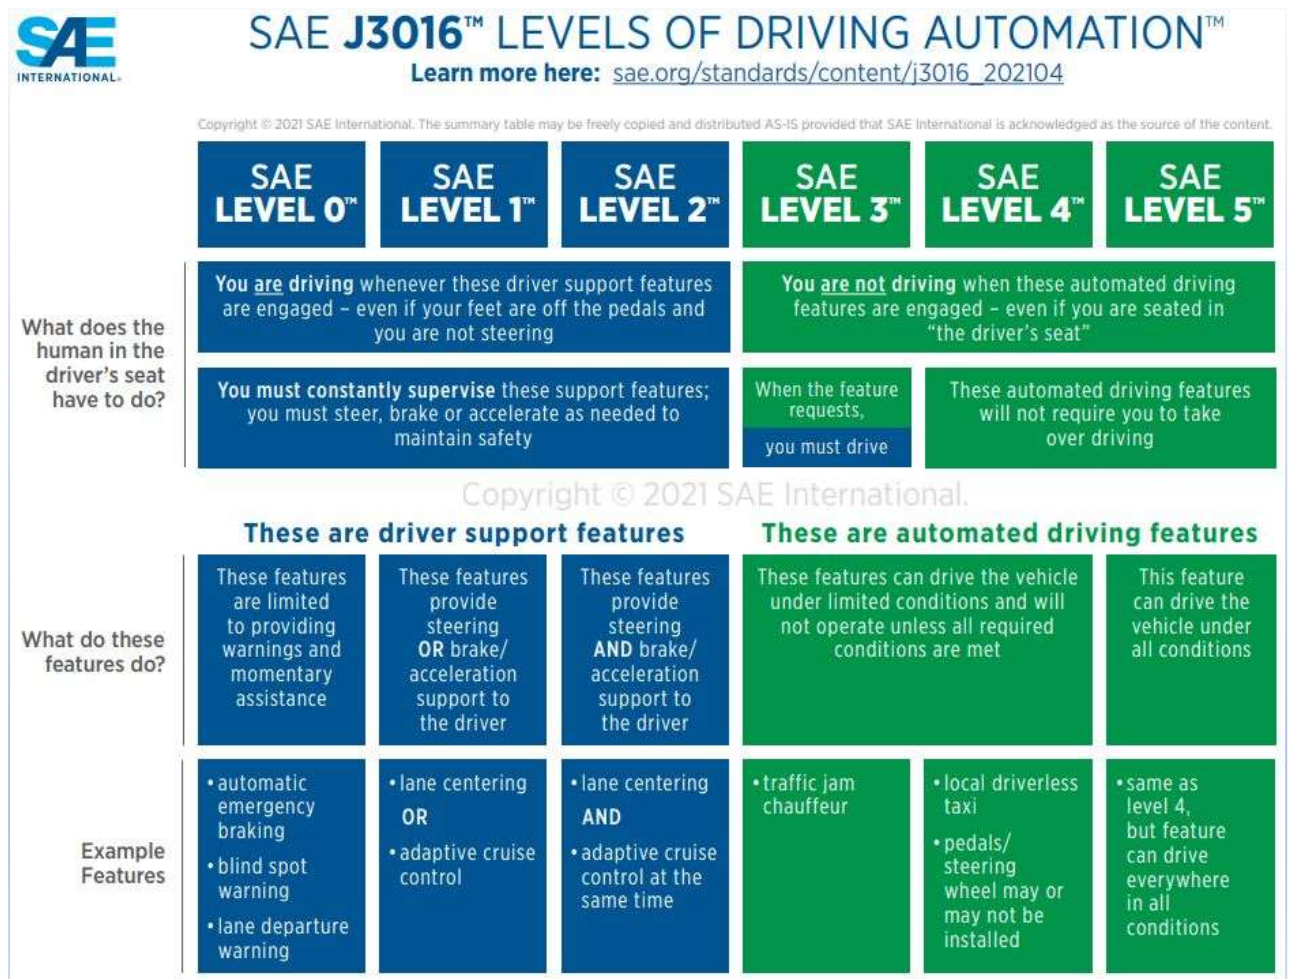 SAE
INTERNATIONAL®
SAE J3016™ LEVELS OF DRIVING AUTOMATION™
Learn more here: sae.org/standards/content/j3016_202104
Copyright © 2021 SAE International. The summary table may be freely copied and distributed AS-IS provided that SAE International is acknowledged as the source of the content.
SAE
LEVEL 0™
SAE
LEVEL 1™
SAE
LEVEL 2™
SAE
LEVEL 3™
SAE
LEVEL 4™
SAE
LEVEL 5™
What does the
human in the
driver's seat
have to do?
You are driving whenever these driver support features
are engaged – even if your feet are off the pedals and
you are not steering
You are not driving when these automated driving
features are engaged – even if you are seated in
“the driver's seat”
You must constantly supervise these support features;
you must steer, brake or accelerate as needed to
maintain safety
When the feature
requests,
you must drive
These automated driving features
will not require you to take
over driving
Copyright © 2021 SAE International.
These are driver support features
These are automated driving features
What do these
features do?
These features
are limited
to providing
warnings and
momentary
assistance
These features
provide
steering
OR brake/
acceleration
support to
the driver
These features
provide
steering
AND brake/
acceleration
support to
the driver
These features can drive the vehicle
under limited conditions and will
not operate unless all required
conditions are met
This feature
can drive the
vehicle under
all conditions
Example
Features
• automatic
emergency
braking
• blind spot
warning
• lane departure
warning
• lane centering
OR
• adaptive cruise
control
• lane centering
AND
• adaptive cruise
control at the
same time
• traffic jam
chauffeur
• local driverless
taxi
• pedals/
steering
wheel may or
may not be
installed
• same as
level 4,
but feature
can drive
everywhere
in all
conditions